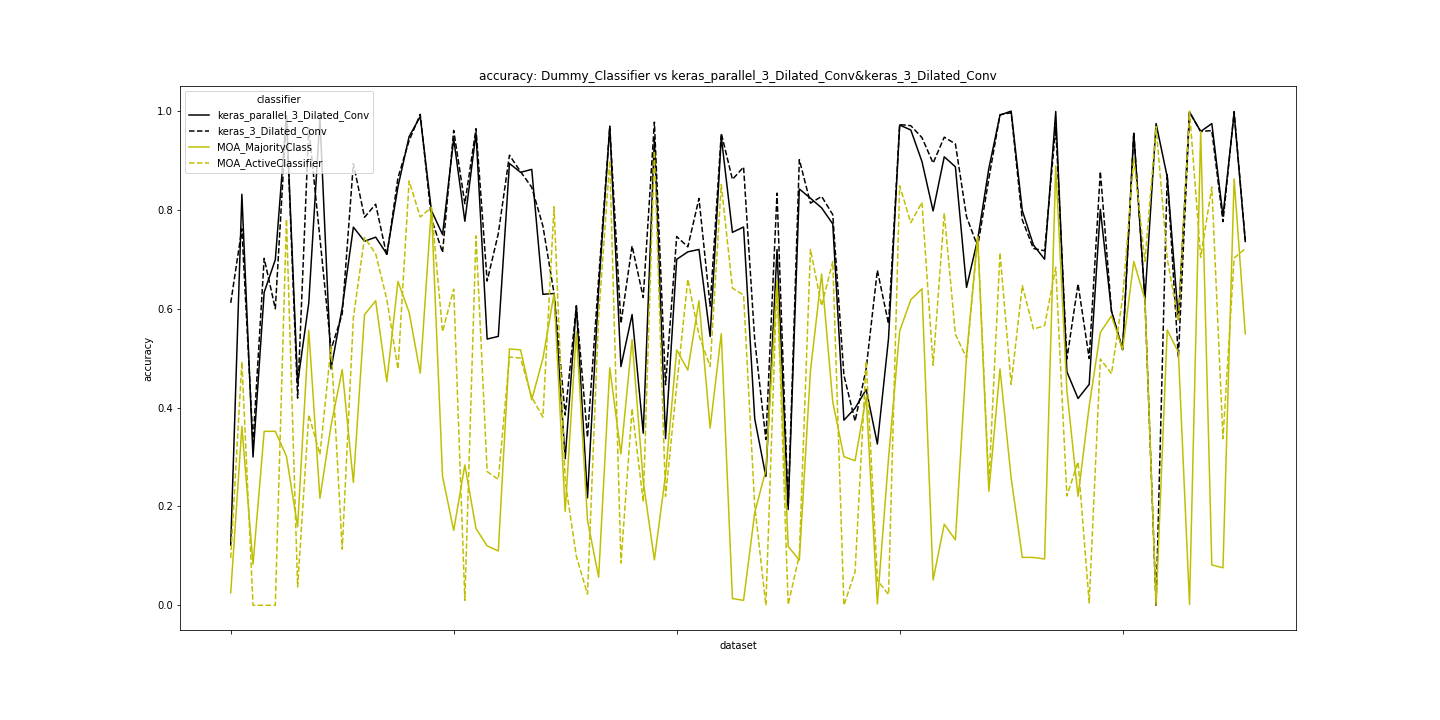 accuracy: Dummy_Classifier vs keras_parallel_3_Dilated_Conv&keras_3_Dilated_Conv
classifier
keras_parallel_3_Dilated_Conv
keras_3_Dilated_Conv
MOA_MajorityClass
MOA_ActiveClassifier
1.0
0.8
0.6
0.4
0.2
0.0
accuracy
dataset